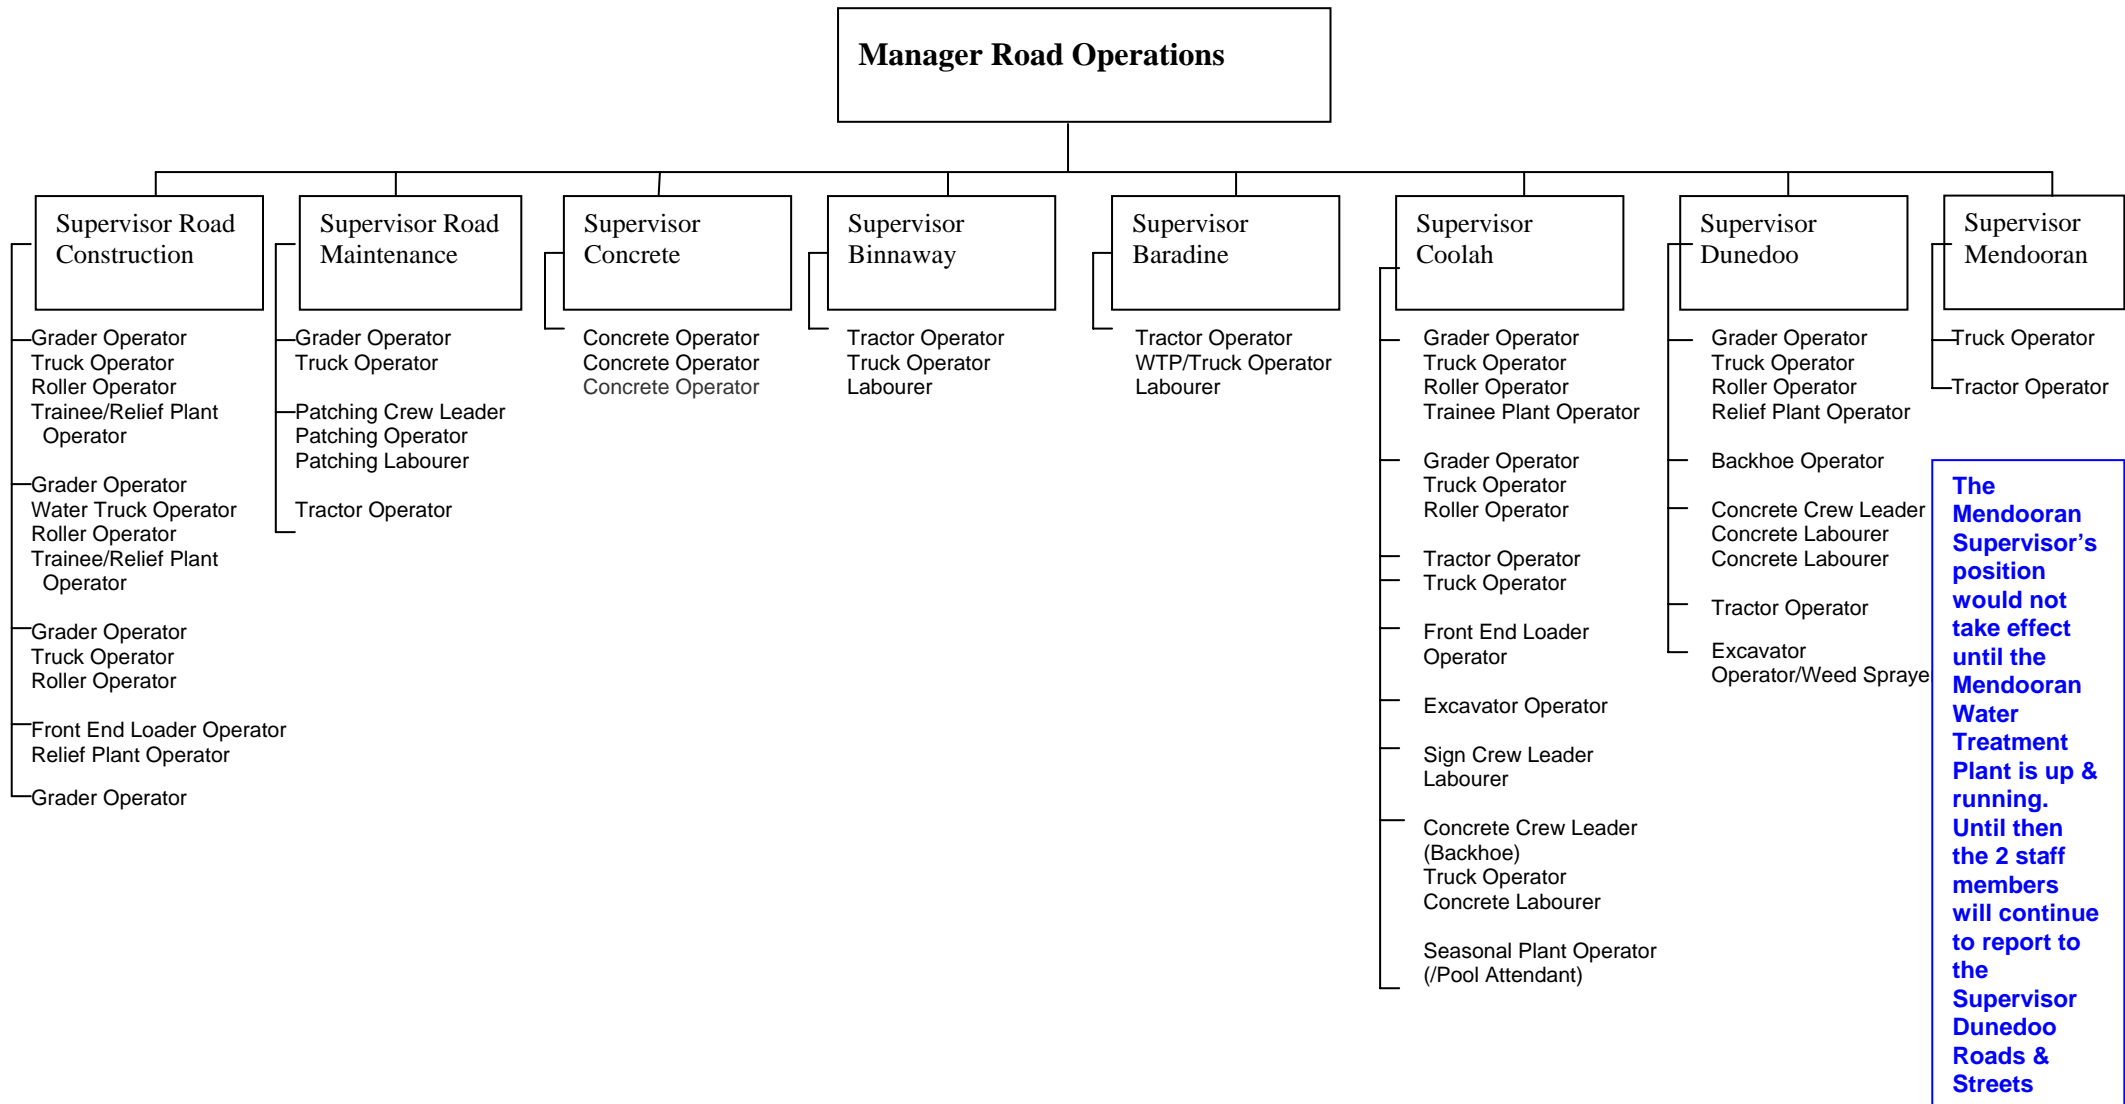 Manager Road Operations
Supervisor Road
Construction
Grader Operator
Truck Operator
Roller Operator
Trainee/Relief Plant
Operator
Grader Operator
Water Truck Operator
Roller Operator
Trainee/Relief Plant
Operator
Grader Operator
Truck Operator
Roller Operator
Front End Loader Operator
Relief Plant Operator
Grader Operator
Supervisor Road
Maintenance
Grader Operator
Truck Operator
Patching Crew Leader
Patching Operator
Patching Labourer
Tractor Operator
Supervisor
Concrete
Concrete Operator
Concrete Operator
Concrete Operator
Supervisor
Binnaway
Tractor Operator
Truck Operator
Labourer
Supervisor
Baradine
Tractor Operator
WTP/Truck Operator
Labourer
Supervisor
Coolah
Grader Operator
Truck Operator
Roller Operator
Trainee Plant Operator
Grader Operator
Truck Operator
Roller Operator
Tractor Operator
Truck Operator
Front End Loader
Operator
Excavator Operator
Sign Crew Leader
Labourer
Concrete Crew Leader
(Backhoe)
Truck Operator
Concrete Labourer
Seasonal Plant Operator
(/Pool Attendant)
Supervisor
Dunedoo
Grader Operator
Truck Operator
Roller Operator
Relief Plant Operator
Backhoe Operator
Concrete Crew Leader
Concrete Labourer
Concrete Labourer
Tractor Operator
Excavator
Operator/Weed Spraye
Supervisor
Mendooran
Truck Operator
Tractor Operator
The
Mendooran
Supervisor’s
position
would not
take effect
until the
Mendooran
Water
Treatment
Plant is up &
running.
Until then
the 2 staff
members
will continue
to report to
the
Supervisor
Dunedoo
Roads &
Streets